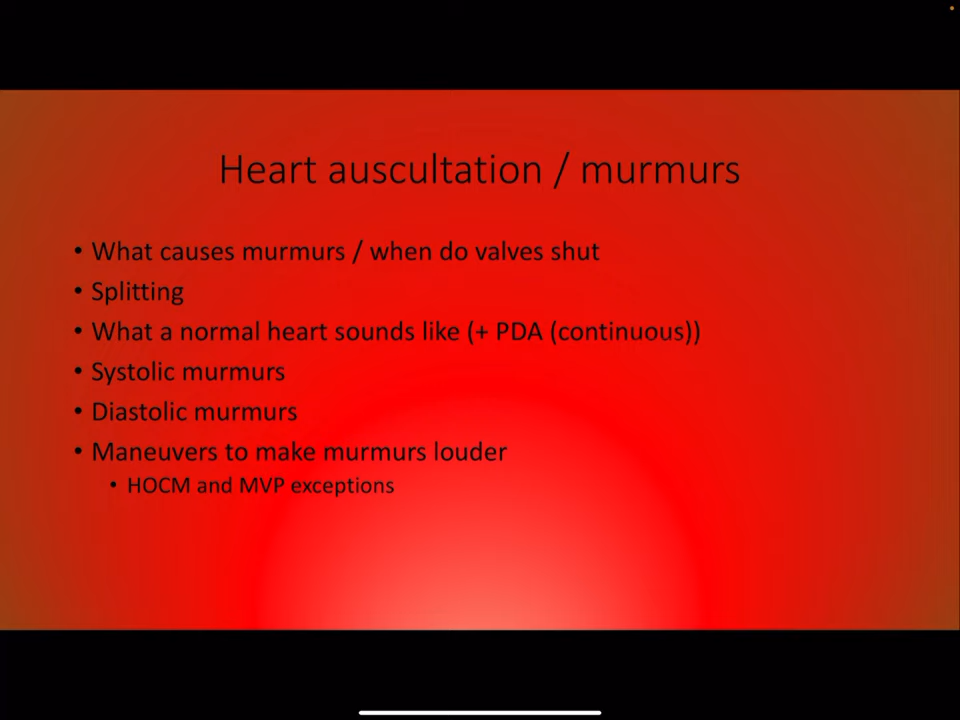 Heart auscultation / murmurs
• What causes murmurs / when do valves shut
• Splitting
• What a normal heart sounds like (+ PDA (continuous))
• Systolic murmurs
• Diastolic murmurs
• Maneuvers to make murmurs louder
• HOCM and MVP exceptions